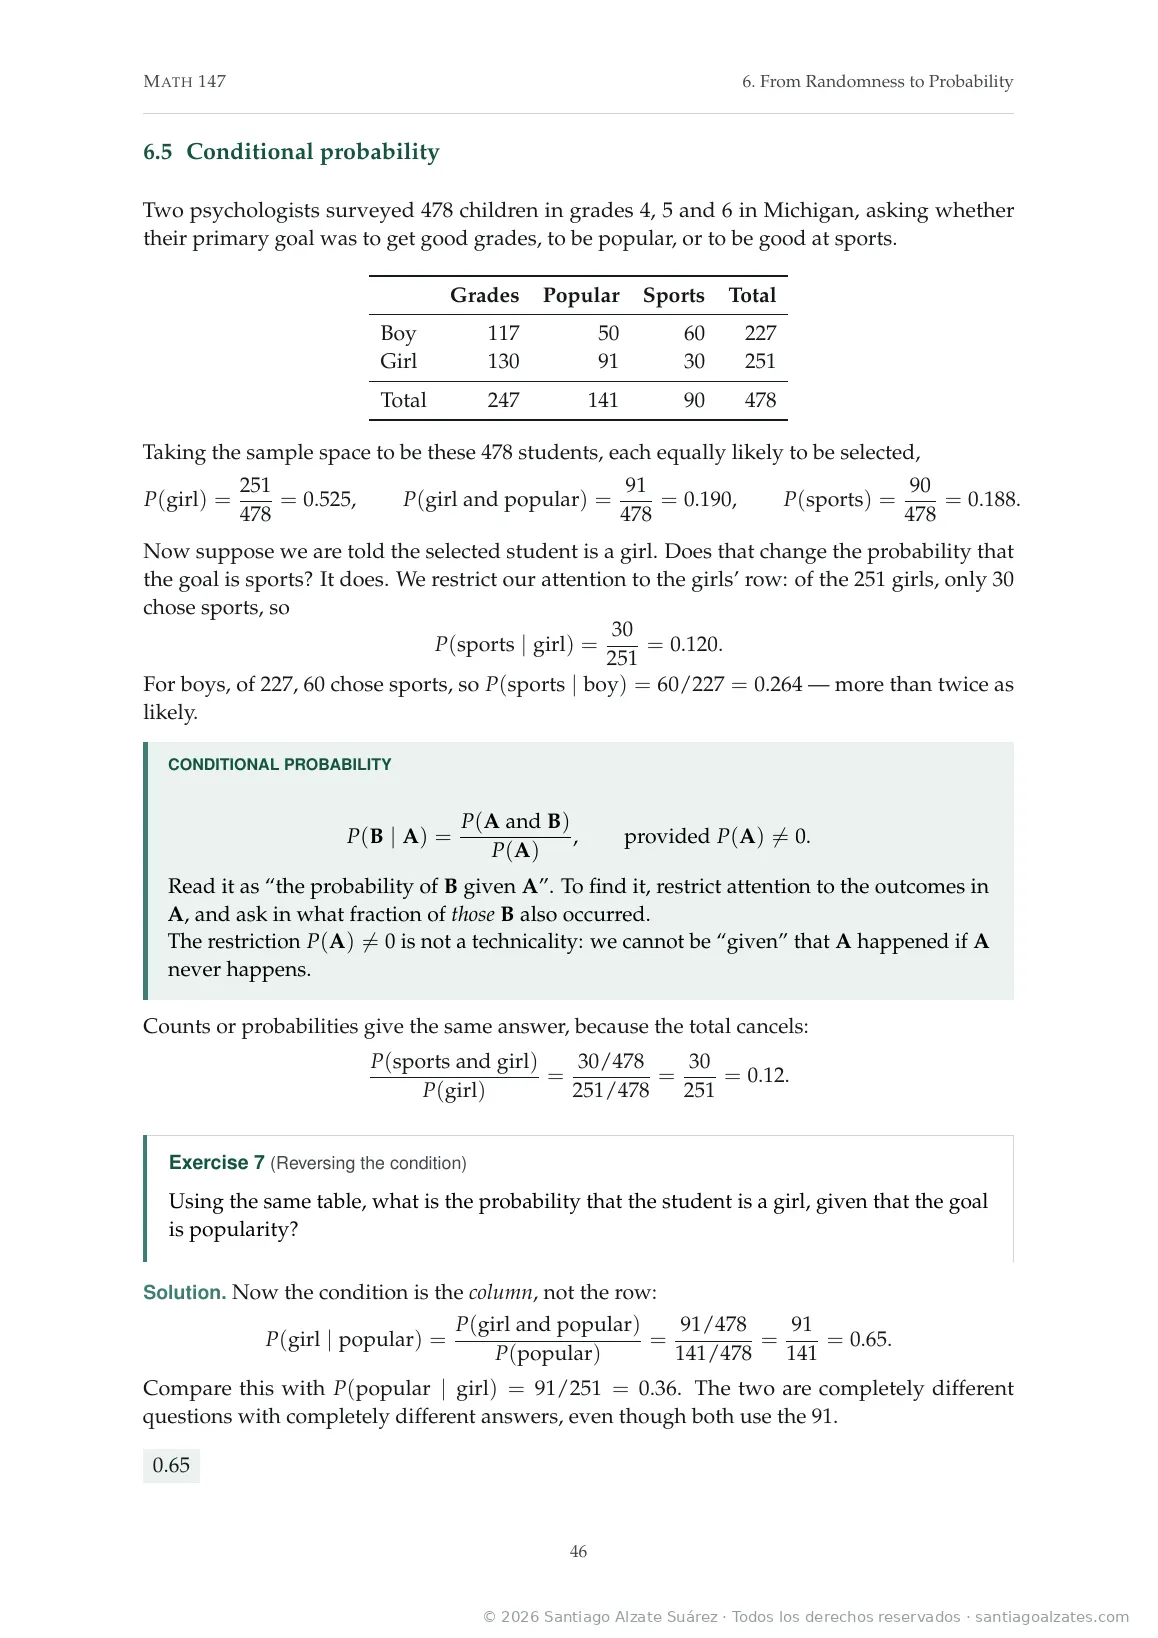 MATH 147 6. From Randomness to Probability
6.5 Conditional probability
Two psychologists surveyed 478 children in grades 4, 5 and 6 in Michigan, asking whether
their primary goal was to get good grades, to be popular, or to be good at sports.
Grades Popular Sports Total
Boy 117 50 60 227
Girl 130 91 30 251
Total 247 141 90 478
Taking the sample space to be these 478 students, each equally likely to be selected,
P(girl) = 251/478 = 0.525, P(girl and popular) = 91/478 = 0.190, P(sports) = 90/478 = 0.188.
Now suppose we are told the selected student is a girl. Does that change the probability that
the goal is sports? It does. We restrict our attention to the girls’ row: of the 251 girls, only 30
chose sports, so
P(sports | girl) = 30/251 = 0.120.
For boys, of 227, 60 chose sports, so P(sports | boy) = 60/227 = 0.264 — more than twice as
likely.
CONDITIONAL PROBABILITY
P(B | A) = P(A and B)/P(A), provided P(A) ≠ 0.
Read it as “the probability of B given A”. To find it, restrict attention to the outcomes in
A, and ask in what fraction of those B also occurred.
The restriction P(A) ≠ 0 is not a technicality: we cannot be “given” that A happened if A
never happens.
Counts or probabilities give the same answer, because the total cancels:
P(sports and girl)/P(girl) = 30/478/251/478 = 30/251 = 0.12.
Exercise 7 (Reversing the condition)
Using the same table, what is the probability that the student is a girl, given that the goal
is popularity?
Solution. Now the condition is the column, not the row:
P(girl | popular) = P(girl and popular)/P(popular) = 91/478/141/478 = 91/141 = 0.65.
Compare this with P(popular | girl) = 91/251 = 0.36. The two are completely different
questions with completely different answers, even though both use the 91.
0.65
46
© 2026 Santiago Alzate Suárez · Todos los derechos reservados · santiagoalzates.com